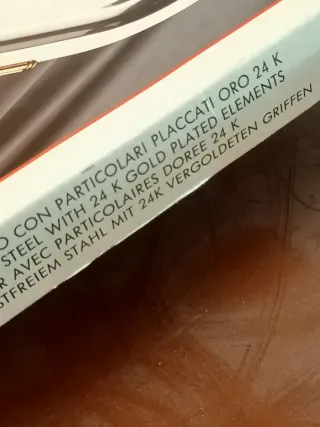 O CON PARTICOLARI PLACCATI ORO 24 K
STEEL WITH 24 K GOLD PLATED ELEMENTS
R AVEC PARTICOLAIRES DOREE 24 K
STFREIEM STAHL MIT 24K VERGOLDETEN GRIFFEN